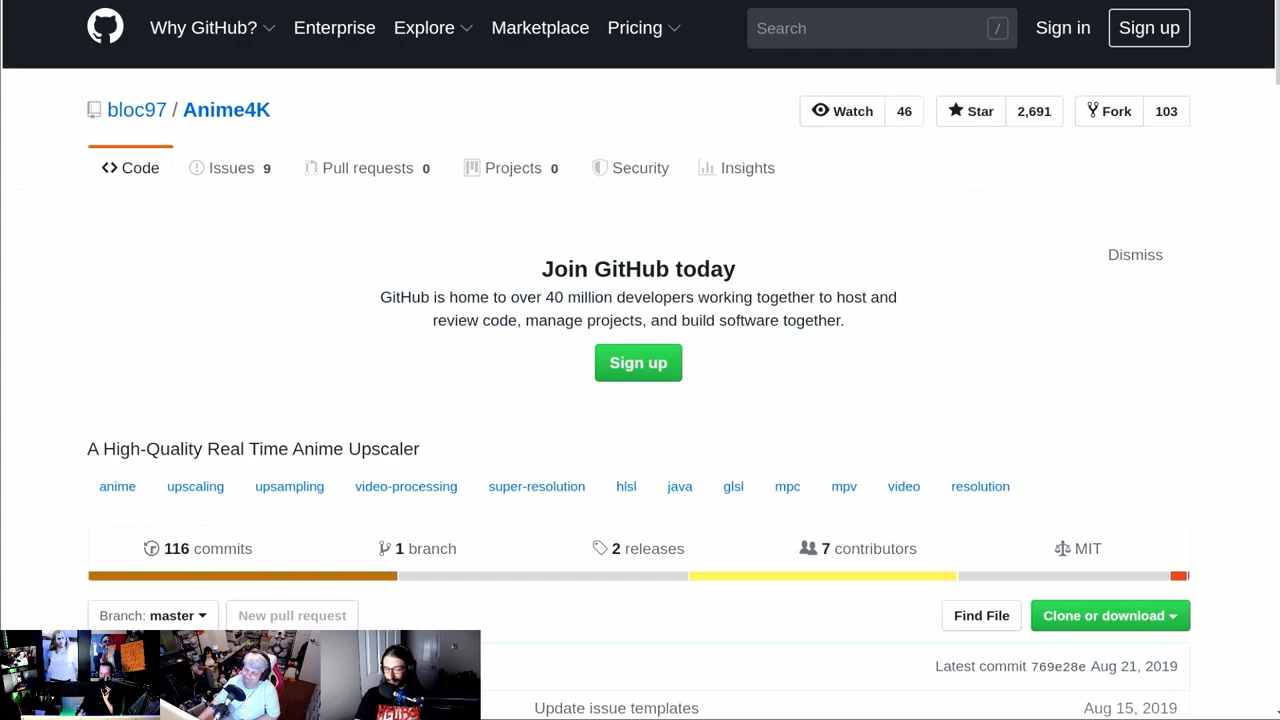 Why GitHub? Enterprise Explore Marketplace Pricing Search / Sign in Sign up
bloc97 / Anime4K Watch 46 Star 2,691 Fork 103
Code Issues 9 Pull requests 0 Projects 0 Security Insights
Dismiss
Join GitHub today
GitHub is home to over 40 million developers working together to host and
review code, manage projects, and build software together.
Sign up
A High-Quality Real Time Anime Upscaler
anime upscaling upsampling video-processing super-resolution hlsl java glsl mpc mpv video resolution
116 commits 1 branch 2 releases 7 contributors MIT
Branch: master New pull request Find File Clone or download
Latest commit 769e28e Aug 21, 2019
Update issue templates Aug 15, 2019